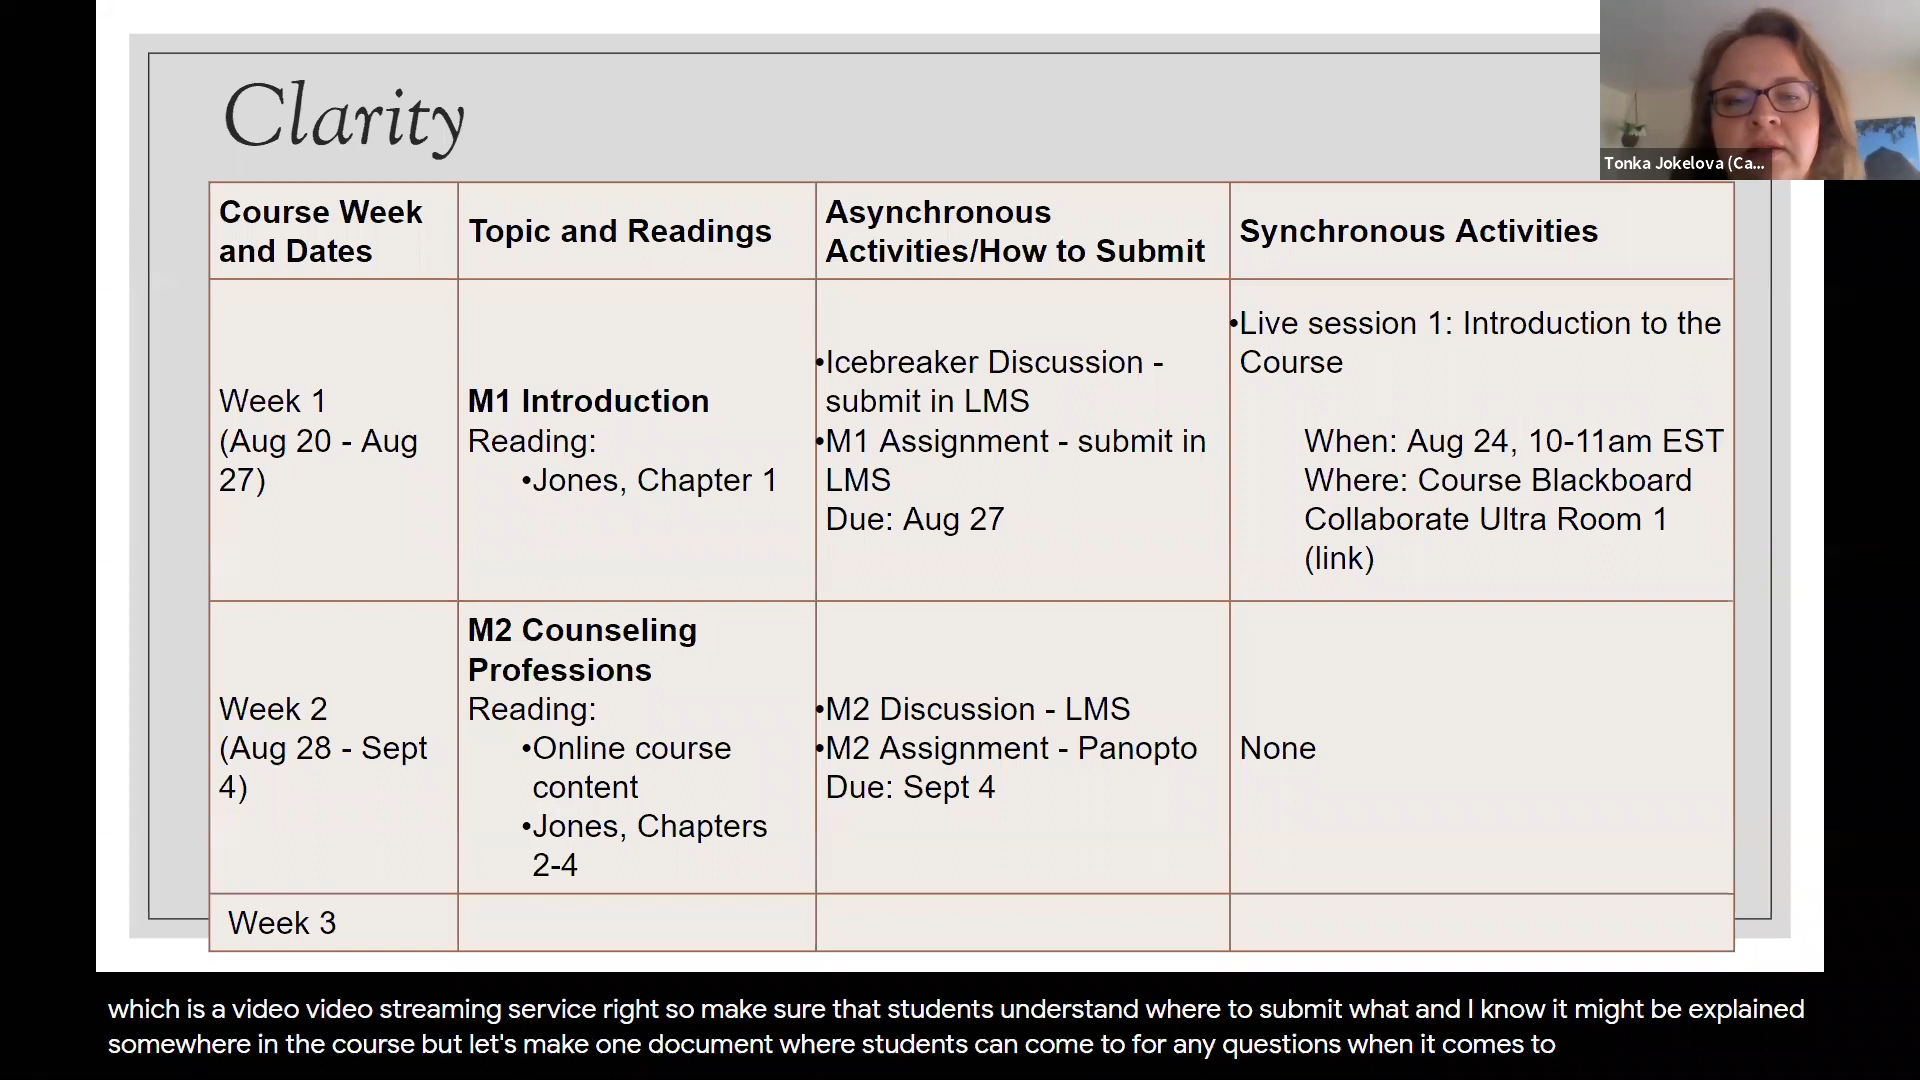 Clarity
Tonka Jokelova (Ca...
Course Week
and Dates
Topic and Readings
Asynchronous
Activities/How to Submit
Synchronous Activities
Week 1
(Aug 20 - Aug
27)
M1 Introduction
Reading:
•Jones, Chapter 1
•Icebreaker Discussion -
submit in LMS
•M1 Assignment - submit in
LMS
Due: Aug 27
•Live session 1: Introduction to the
Course
When: Aug 24, 10-11am EST
Where: Course Blackboard
Collaborate Ultra Room 1
(link)
Week 2
(Aug 28 - Sept
4)
M2 Counseling
Professions
Reading:
•Online course
content
•Jones, Chapters
2-4
•M2 Discussion - LMS
•M2 Assignment - Panopto
Due: Sept 4
None
Week 3
which is a video video streaming service right so make sure that students understand where to submit what and I know it might be explained
somewhere in the course but let's make one document where students can come to for any questions when it comes to